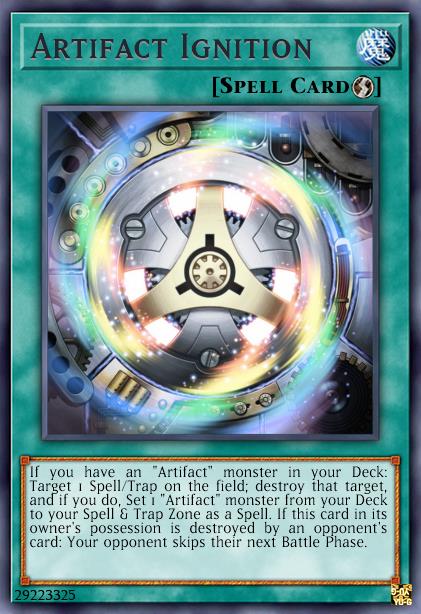 Artifact Ignition
魔
[Spell Card]
If you have an "Artifact" monster in your Deck:
Target 1 Spell/Trap on the field; destroy that target,
and if you do, Set 1 "Artifact" monster from your Deck
to your Spell & Trap Zone as a Spell. If this card in its
owner's possession is destroyed by an opponent's
card: Your opponent skips their next Battle Phase.
29223325